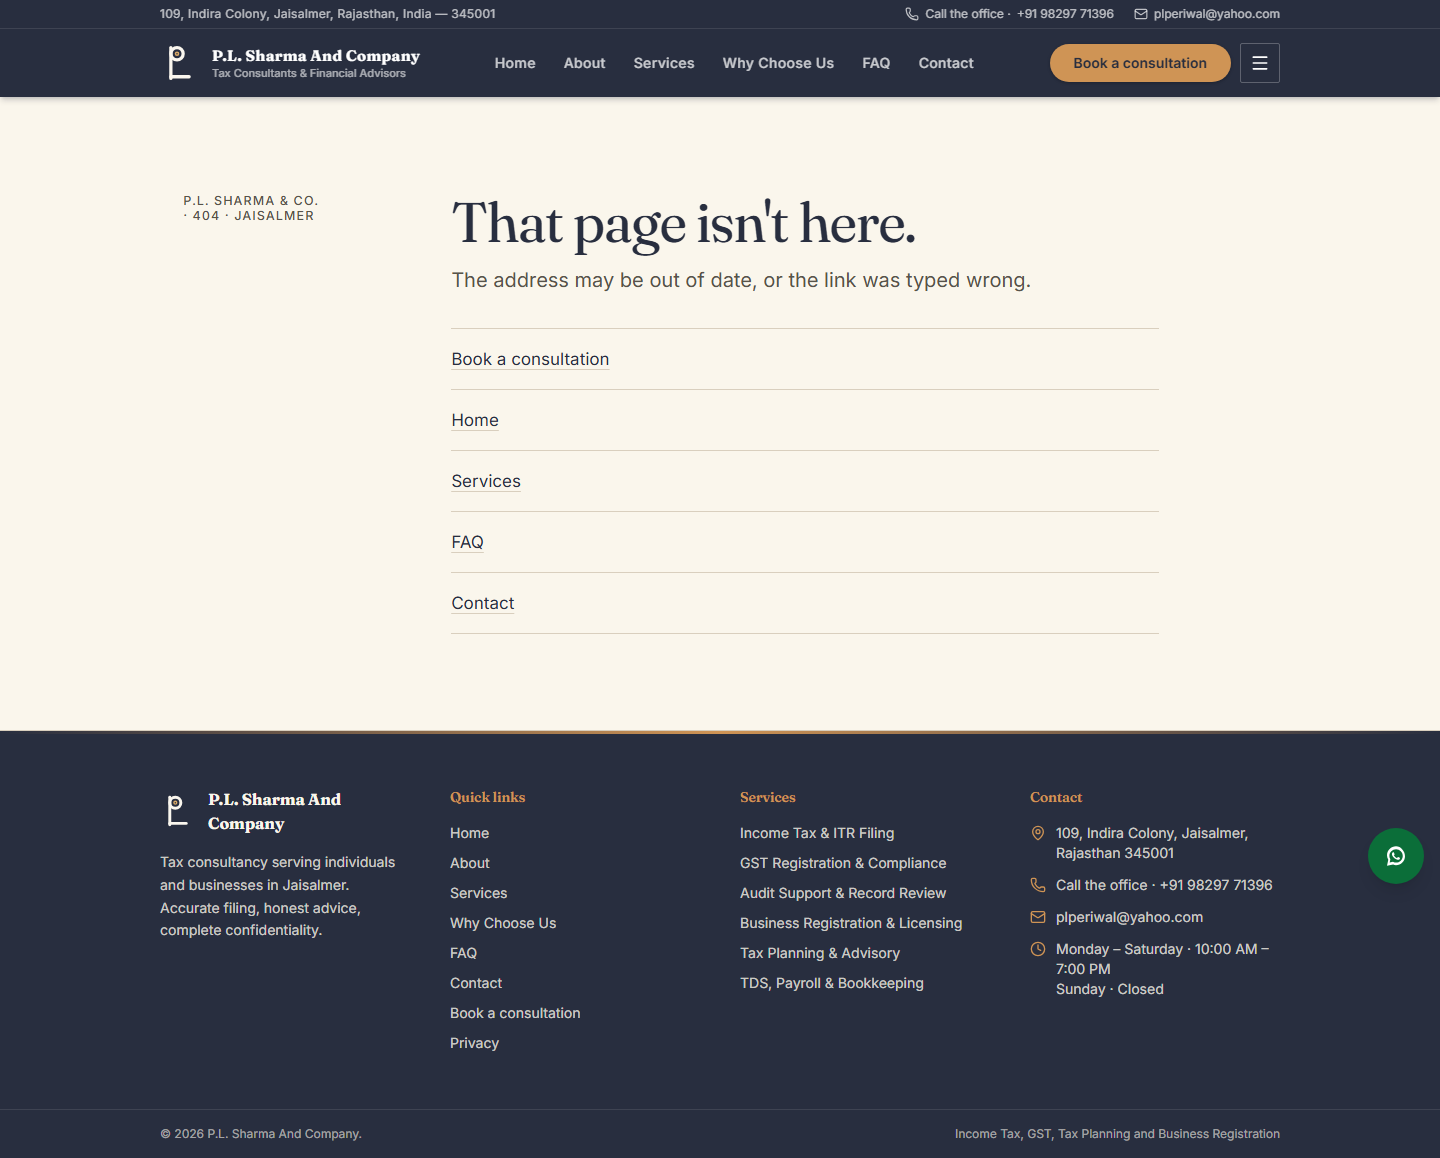 109, Indira Colony, Jaisalmer, Rajasthan, India — 345001
Call the office · +91 98297 71396
plperiwal@yahoo.com
P.L. Sharma And Company
Tax Consultants & Financial Advisors
Home
About
Services
Why Choose Us
FAQ
Contact
Book a consultation
P.L. SHARMA & CO.
· 404 · JAISALMER
That page isn't here.
The address may be out of date, or the link was typed wrong.
Book a consultation
Home
Services
FAQ
Contact
P.L. Sharma And
Company
Tax consultancy serving individuals
and businesses in Jaisalmer.
Accurate filing, honest advice,
complete confidentiality.
Quick links
Home
About
Services
Why Choose Us
FAQ
Contact
Book a consultation
Privacy
Services
Income Tax & ITR Filing
GST Registration & Compliance
Audit Support & Record Review
Business Registration & Licensing
Tax Planning & Advisory
TDS, Payroll & Bookkeeping
Contact
109, Indira Colony, Jaisalmer,
Rajasthan 345001
Call the office · +91 98297 71396
plperiwal@yahoo.com
Monday – Saturday · 10:00 AM –
7:00 PM
Sunday · Closed
© 2026 P.L. Sharma And Company.
Income Tax, GST, Tax Planning and Business Registration